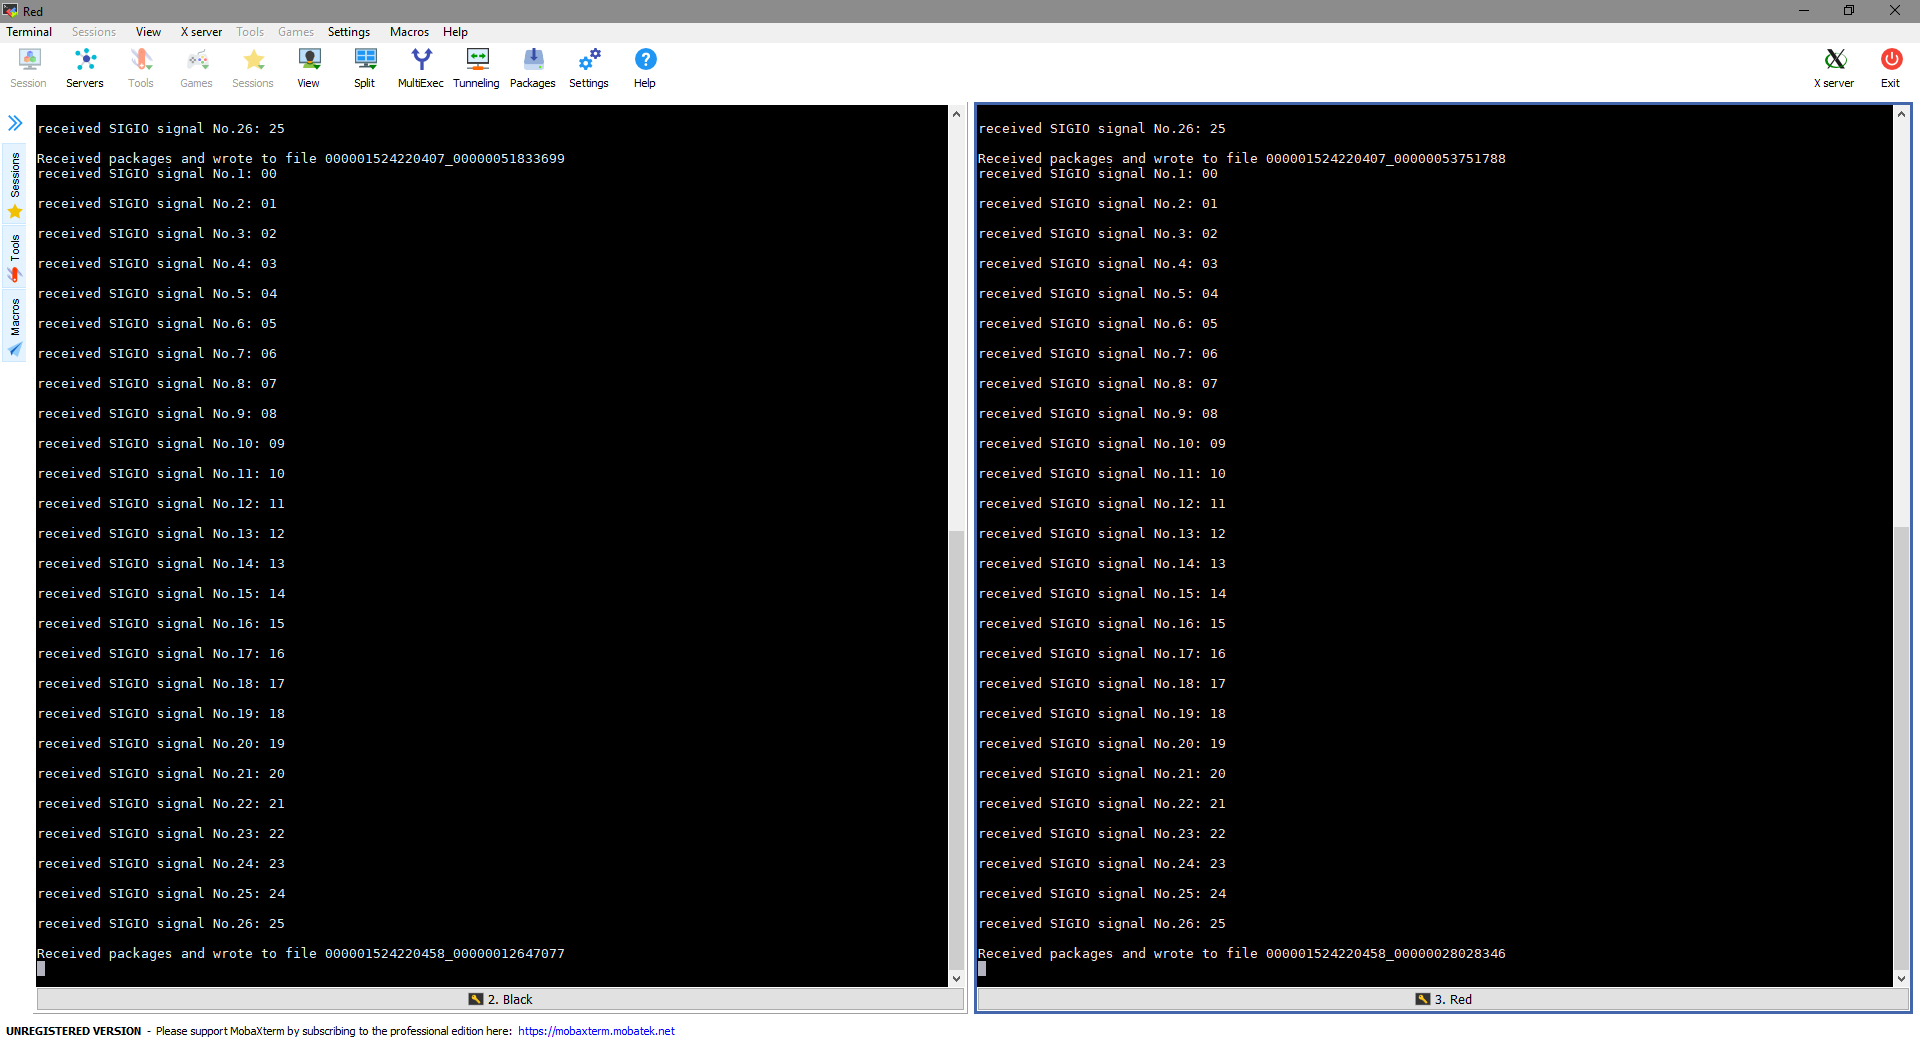 Red
Terminal Sessions View X server Tools Games Settings Macros Help
Session Servers Tools Games Sessions View Split MultiExec Tunneling Packages Settings Help X server Exit
Sessions
Tools
Macros
received SIGIO signal No.26: 25
Received packages and wrote to file 000001524220407_00000051833699
received SIGIO signal No.1: 00
received SIGIO signal No.2: 01
received SIGIO signal No.3: 02
received SIGIO signal No.4: 03
received SIGIO signal No.5: 04
received SIGIO signal No.6: 05
received SIGIO signal No.7: 06
received SIGIO signal No.8: 07
received SIGIO signal No.9: 08
received SIGIO signal No.10: 09
received SIGIO signal No.11: 10
received SIGIO signal No.12: 11
received SIGIO signal No.13: 12
received SIGIO signal No.14: 13
received SIGIO signal No.15: 14
received SIGIO signal No.16: 15
received SIGIO signal No.17: 16
received SIGIO signal No.18: 17
received SIGIO signal No.19: 18
received SIGIO signal No.20: 19
received SIGIO signal No.21: 20
received SIGIO signal No.22: 21
received SIGIO signal No.23: 22
received SIGIO signal No.24: 23
received SIGIO signal No.25: 24
received SIGIO signal No.26: 25
Received packages and wrote to file 000001524220458_00000012647077
2. Black
received SIGIO signal No.26: 25
Received packages and wrote to file 000001524220407_00000053751788
received SIGIO signal No.1: 00
received SIGIO signal No.2: 01
received SIGIO signal No.3: 02
received SIGIO signal No.4: 03
received SIGIO signal No.5: 04
received SIGIO signal No.6: 05
received SIGIO signal No.7: 06
received SIGIO signal No.8: 07
received SIGIO signal No.9: 08
received SIGIO signal No.10: 09
received SIGIO signal No.11: 10
received SIGIO signal No.12: 11
received SIGIO signal No.13: 12
received SIGIO signal No.14: 13
received SIGIO signal No.15: 14
received SIGIO signal No.16: 15
received SIGIO signal No.17: 16
received SIGIO signal No.18: 17
received SIGIO signal No.19: 18
received SIGIO signal No.20: 19
received SIGIO signal No.21: 20
received SIGIO signal No.22: 21
received SIGIO signal No.23: 22
received SIGIO signal No.24: 23
received SIGIO signal No.25: 24
received SIGIO signal No.26: 25
Received packages and wrote to file 000001524220458_00000028028346
3. Red
UNREGISTERED VERSION - Please support MobaXterm by subscribing to the professional edition here: https://mobaxterm.mobatek.net